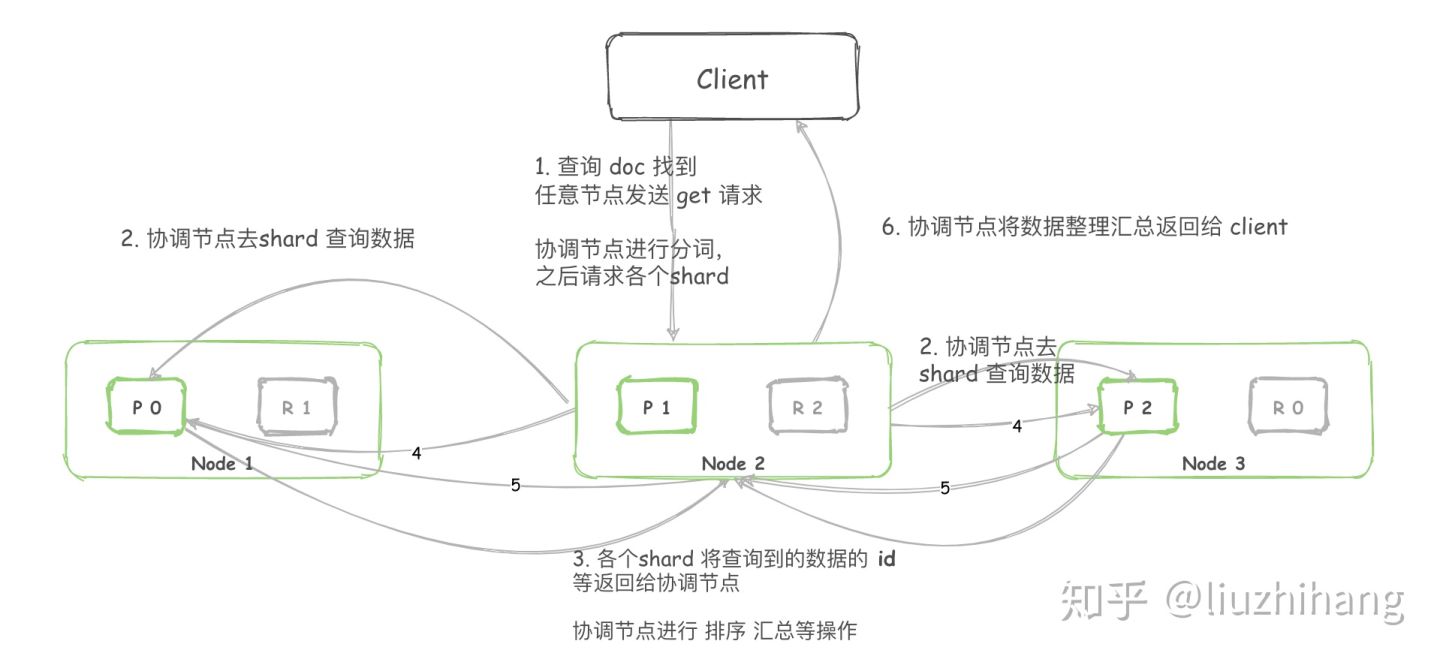 Client
1. 查询 doc 找到
任意节点发送 get 请求
协调节点进行分词,
之后请求各个shard
2. 协调节点去shard 查询数据
6. 协调节点将数据整理汇总返回给 client
2. 协调节点去
shard 查询数据
P 0
R 1
Node 1
P 1
R 2
Node 2
P 2
R 0
Node 3
4
4
5
5
3. 各个shard 将查询到的数据的 id
等返回给协调节点
协调节点进行 排序 汇总等操作
知乎 @liuzhihang